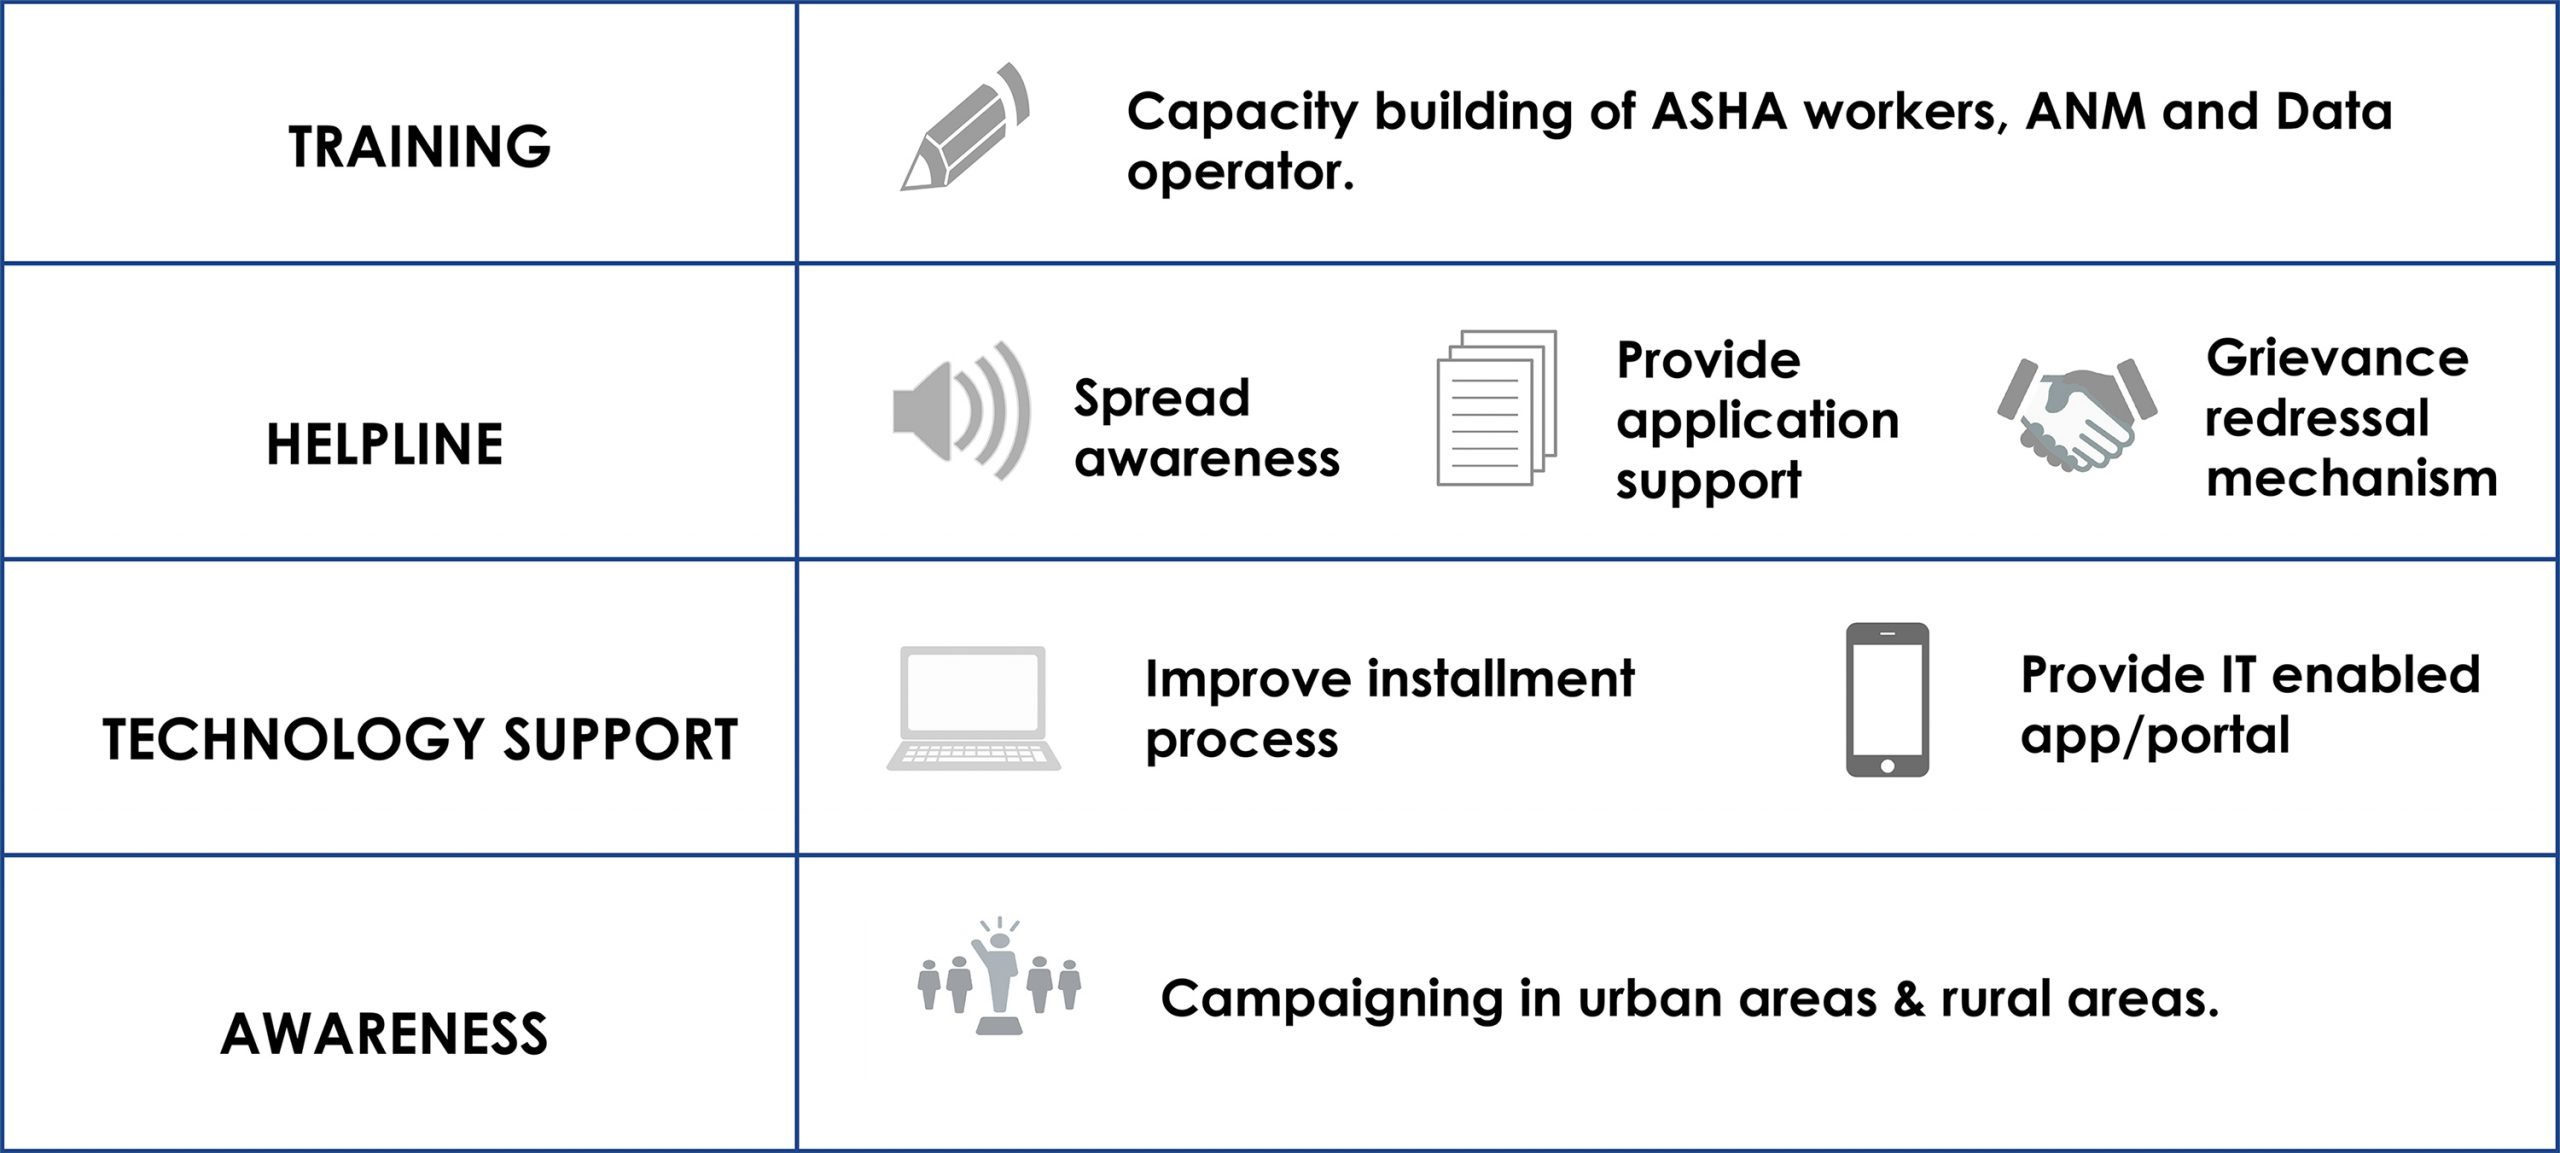 TRAINING
Capacity building of ASHA workers, ANM and Data
operator.
HELPLINE
Spread
awareness
Provide
application
support
Grievance
redressal
mechanism
TECHNOLOGY SUPPORT
Improve installment
process
Provide IT enabled
app/portal
AWARENESS
Campaigning in urban areas & rural areas.